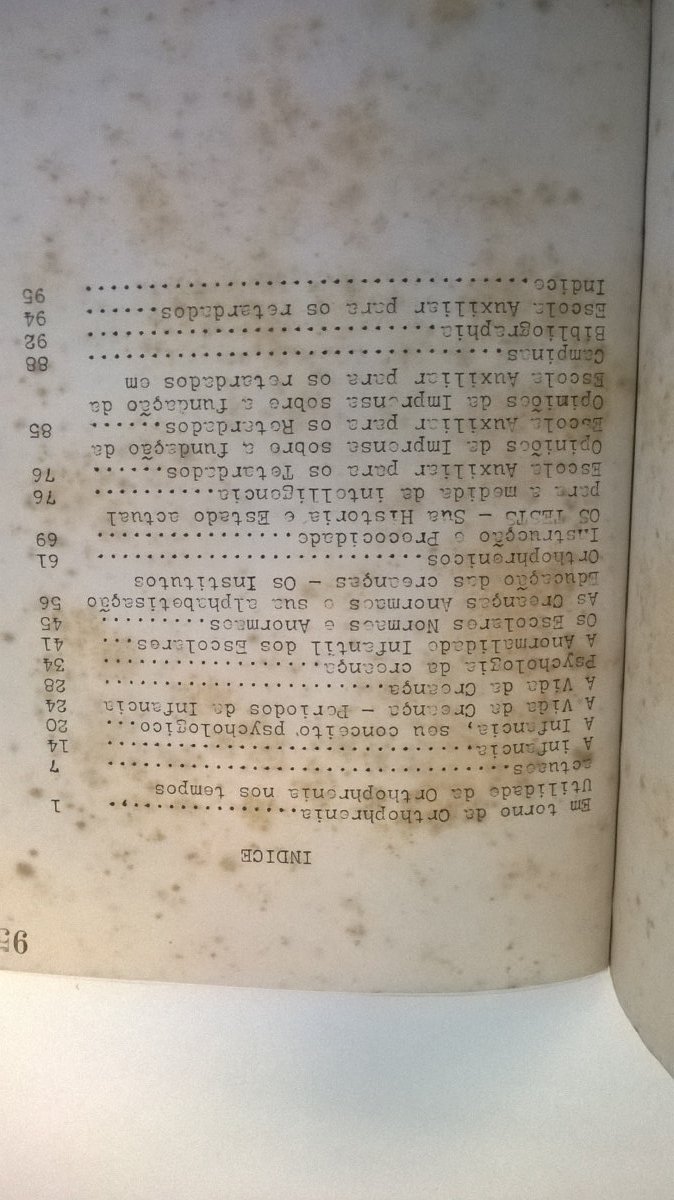 95
INDICE
Em torno da Orthophrenia................, 1
Utilidade da Orthophrenia nos tempos
actuaes................................ 7
A infancia............................. 14
A Infancia, seu conceito psychologico... 20
A Vida da Creança - Periodos da Infancia 24
A Vida da Creança...................... 28
Psychologia da creança................. 34
A Anormalidade Infantil dos Escolares... 41
Os Escolares Normaes e Anormaes......... 45
As Creanças Anormaes e sua alphabetisação 56
Educação das creanças - Os Institutos
Orthophrenicos......................... 61
Instrucção e Prococidade................ 69
OS TESTS - Sua Historia e Estado actual
para a medida da intelligencia.......... 76
Escola Auxiliar para os Tetardados...... 76
Opiniões da Imprensa sobre a fundação da
Escola Auxiliar para os Retardados...... 85
Opiniões da Imprensa sobre a fundação da
Escola Auxiliar para os retardados em
Campinas............................... 88
Bibliographia........................... 92
Escola Auxiliar para os retardados...... 94
Indice................................. 95